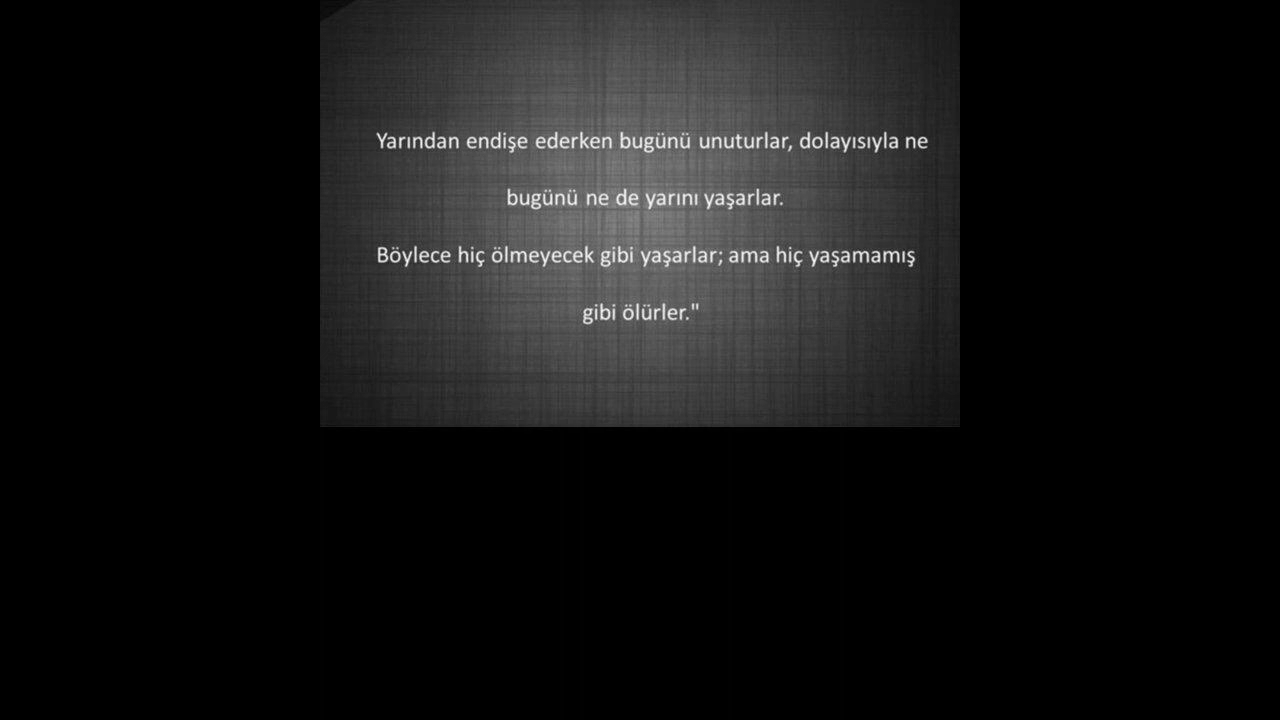 Yarından endişe ederken bugünü unuturlar, dolayısıyla ne
bugünü ne de yarını yaşarlar.
Böylece hiç ölmeyecek gibi yaşarlar; ama hiç yaşamamış
gibi ölürler."